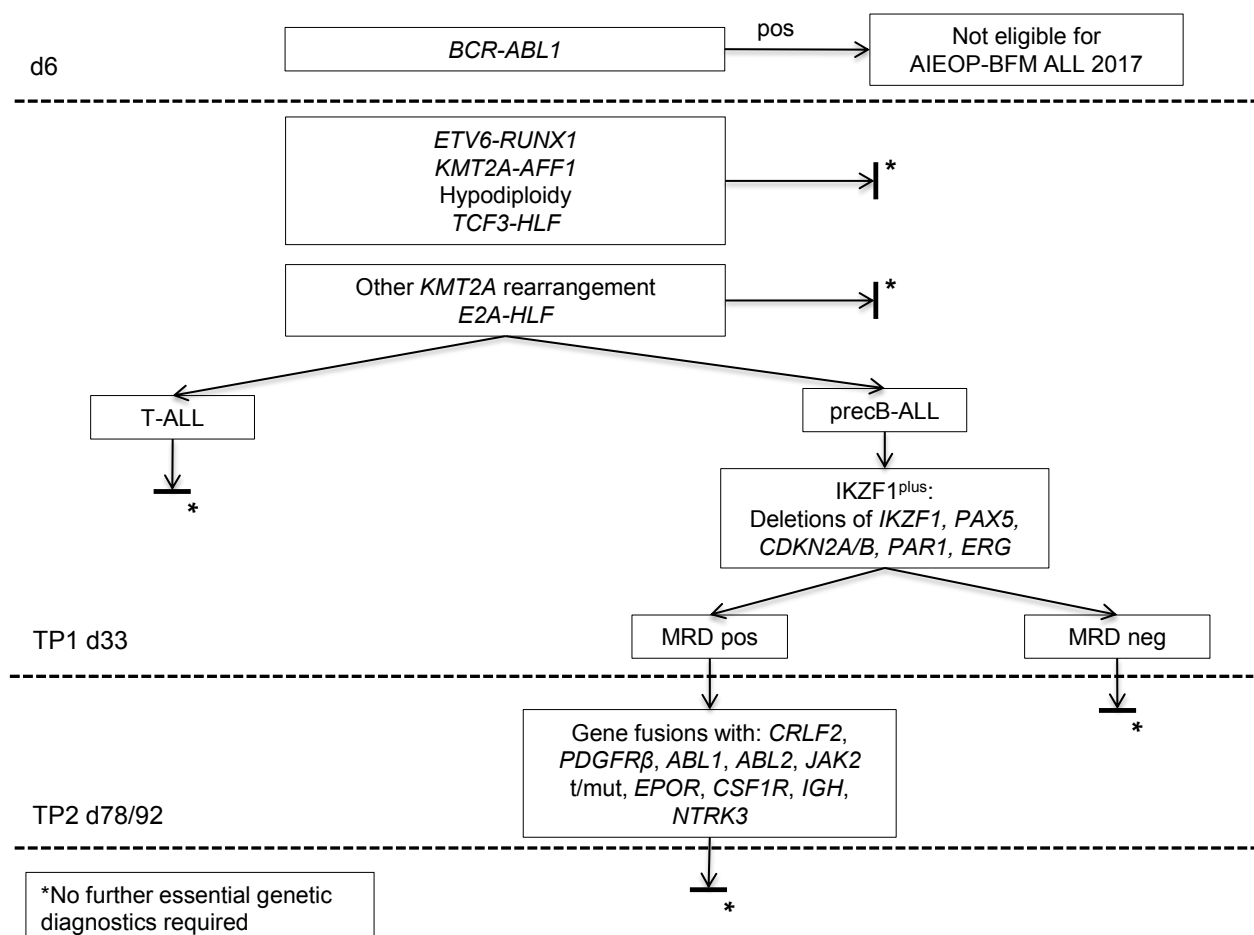 BCR-ABL1
pos
Not eligible for
AIEOP-BFM ALL 2017
d6
ETV6-RUNX1
KMT2A-AFF1
Hypodiploidy
TCF3-HLF
*
Other KMT2A rearrangement
E2A-HLF
*
T-ALL
precB-ALL
*
IKZF1plus:
Deletions of IKZF1, PAX5,
CDKN2A/B, PAR1, ERG
TP1 d33
MRD pos
MRD neg
*
Gene fusions with: CRLF2,
PDGFRβ, ABL1, ABL2, JAK2
t/mut, EPOR, CSF1R, IGH,
NTRK3
TP2 d78/92
*
*No further essential genetic
diagnostics required